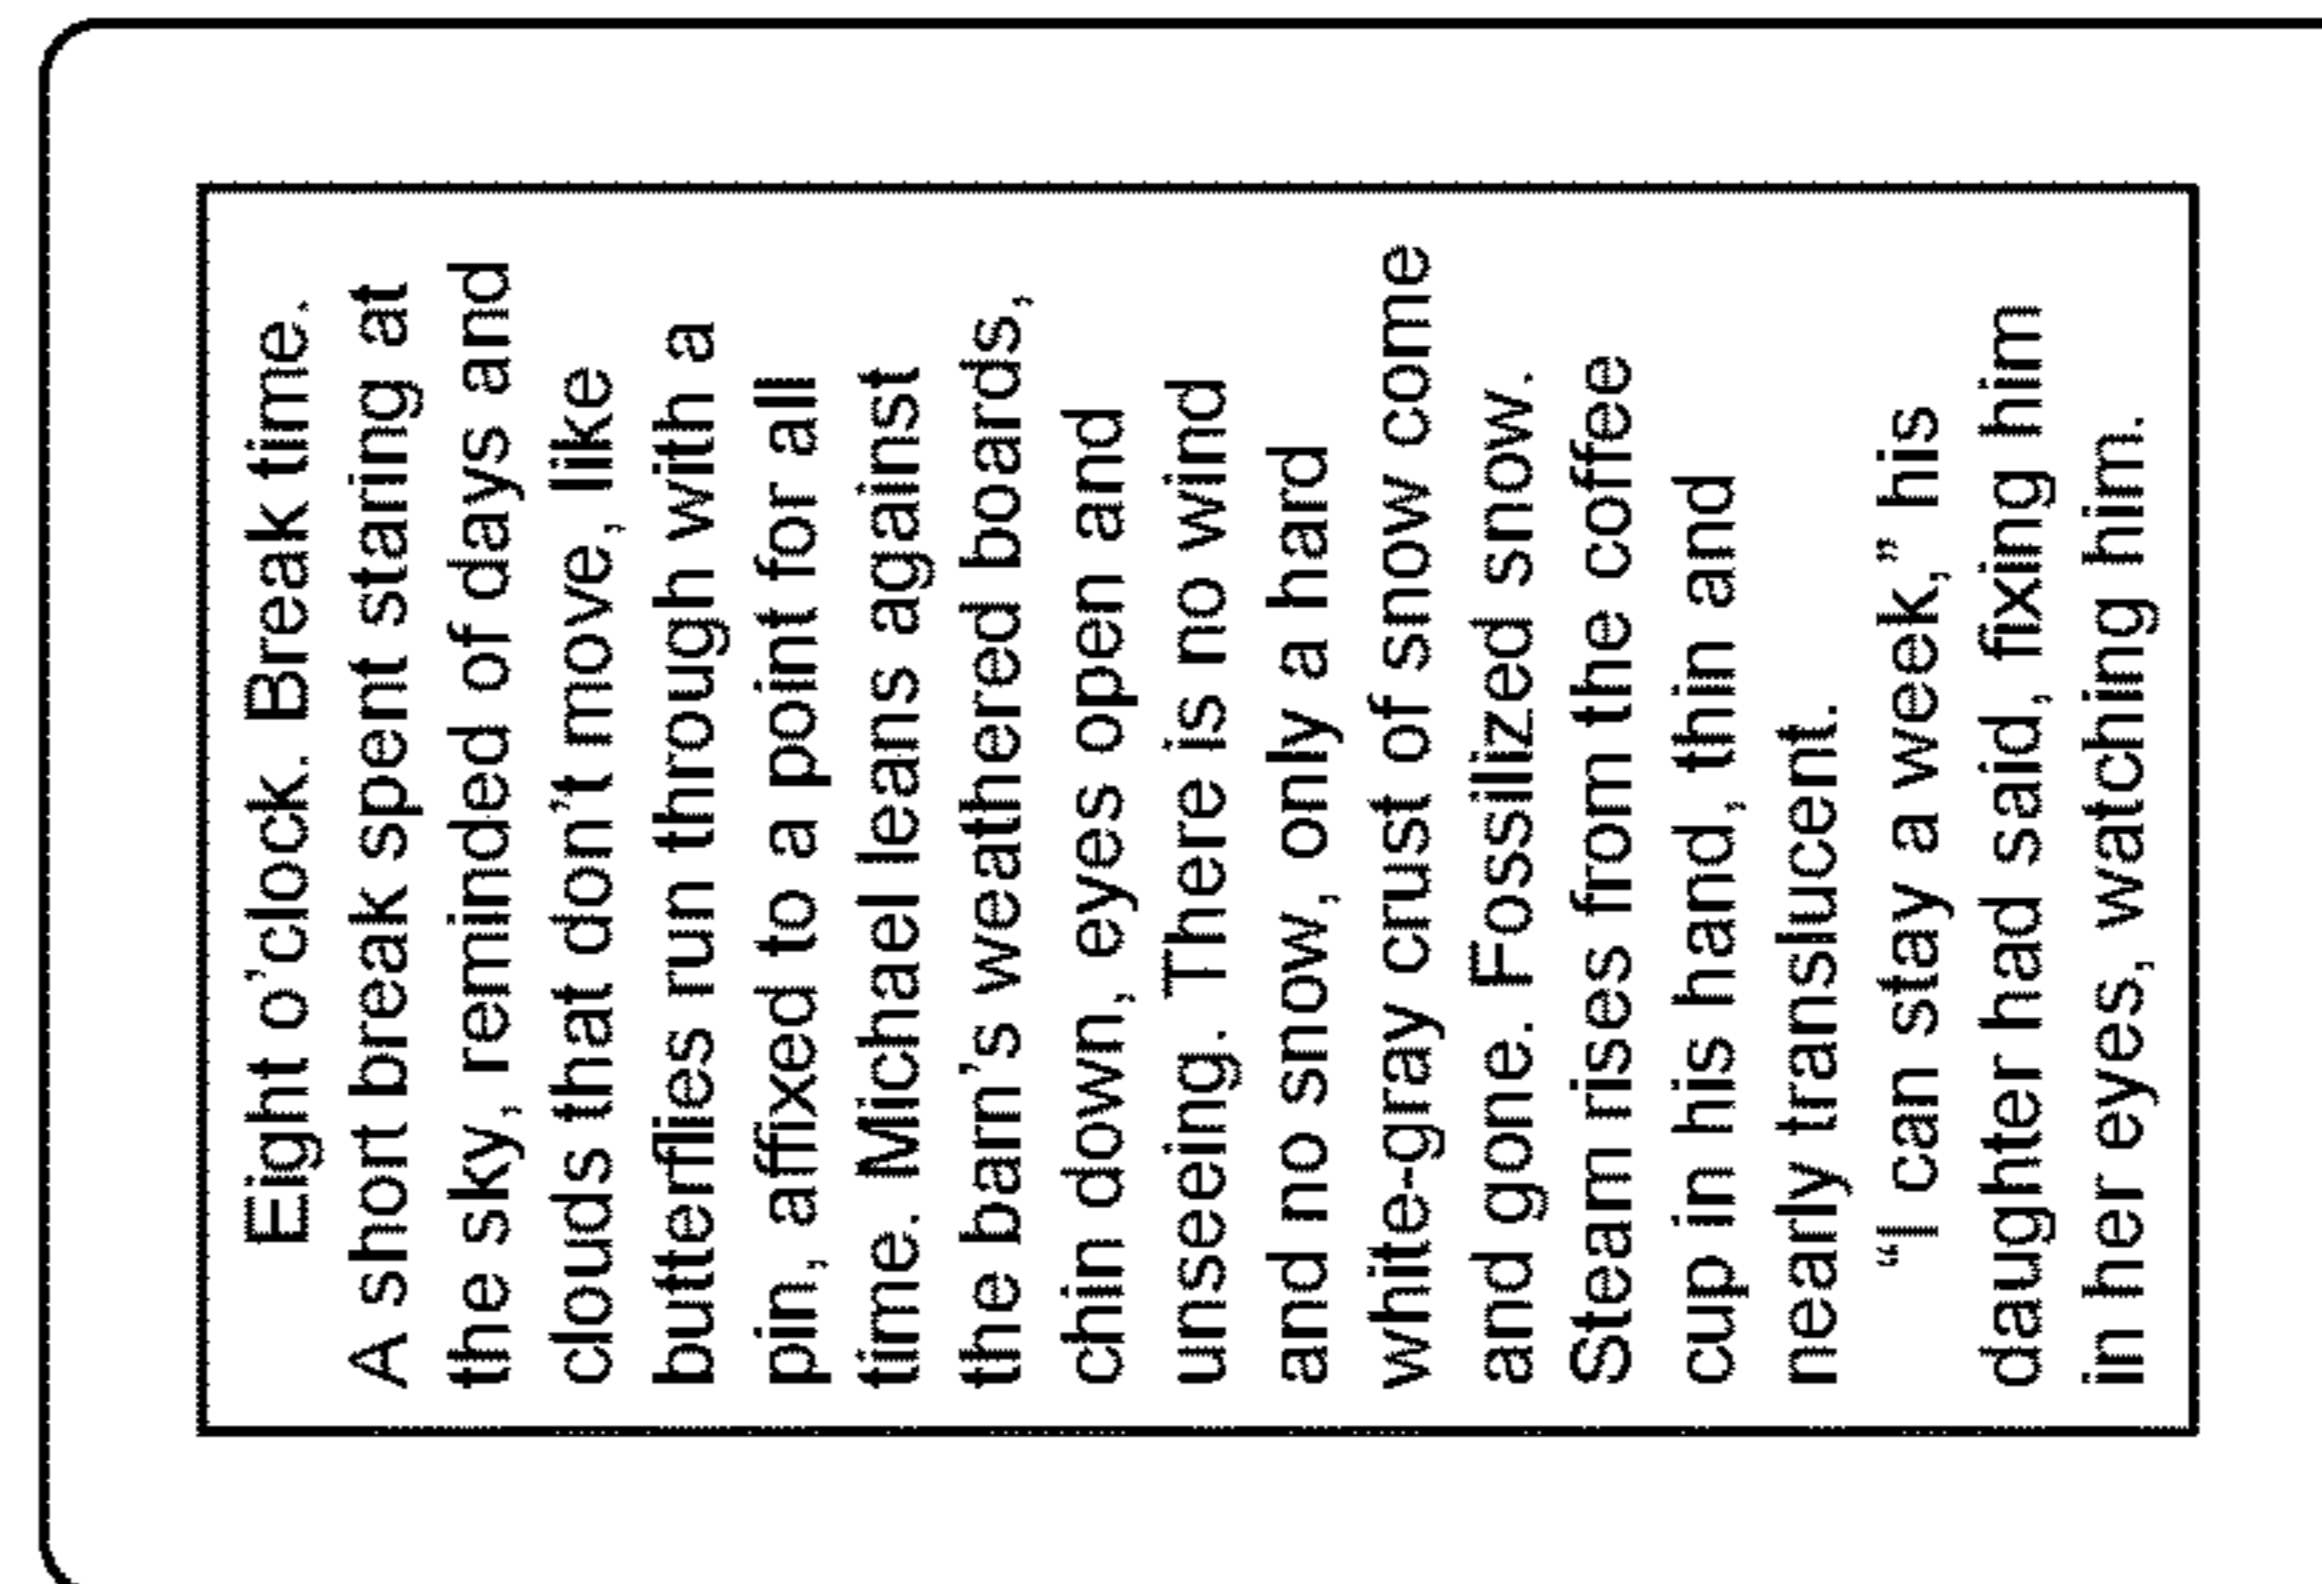 Eight o'clock. Break time.
A short break spent staring at
the sky, reminded of days and
clouds that don't move, like
butterflies run through with a
pin, affixed to a point for all
time. Michael leans against
the barn's weathered boards,
chin down, eyes open and
unseeing. There is no wind
and no snow, only a hard
white-gray crust of snow come
and gone. Fossilized snow.
Steam rises from the coffee
cup in his hand, thin and
nearly translucent.
“I can stay a week,” his
daughter had said, fixing him
in her eyes, watching him.